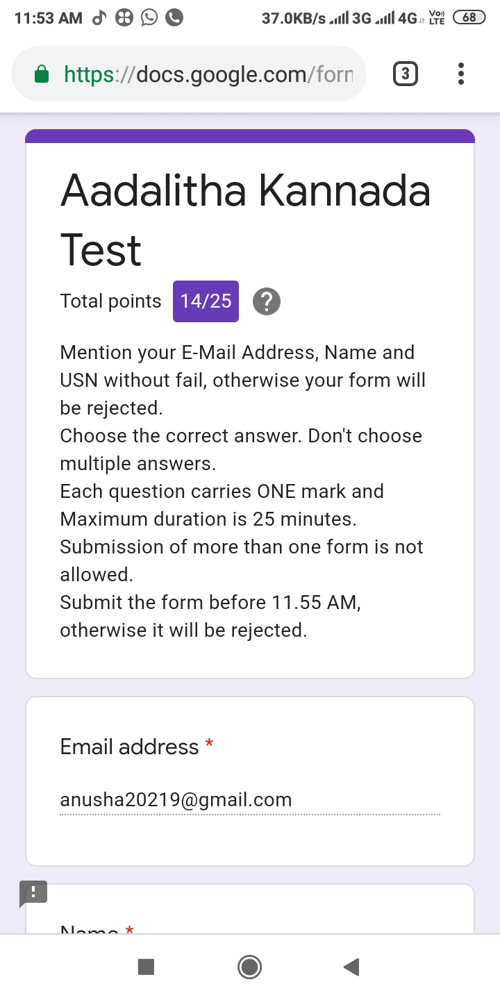 11:53 AM 37.0KB/s 3G 4G Vo) LTE 68
https://docs.google.com/forn
3
Aadalitha Kannada
Test
Total points 14/25 ?
Mention your E-Mail Address, Name and
USN without fail, otherwise your form will
be rejected.
Choose the correct answer. Don't choose
multiple answers.
Each question carries ONE mark and
Maximum duration is 25 minutes.
Submission of more than one form is not
allowed.
Submit the form before 11.55 AM,
otherwise it will be rejected.
Email address *
anusha20219@gmail.com
!
Name *